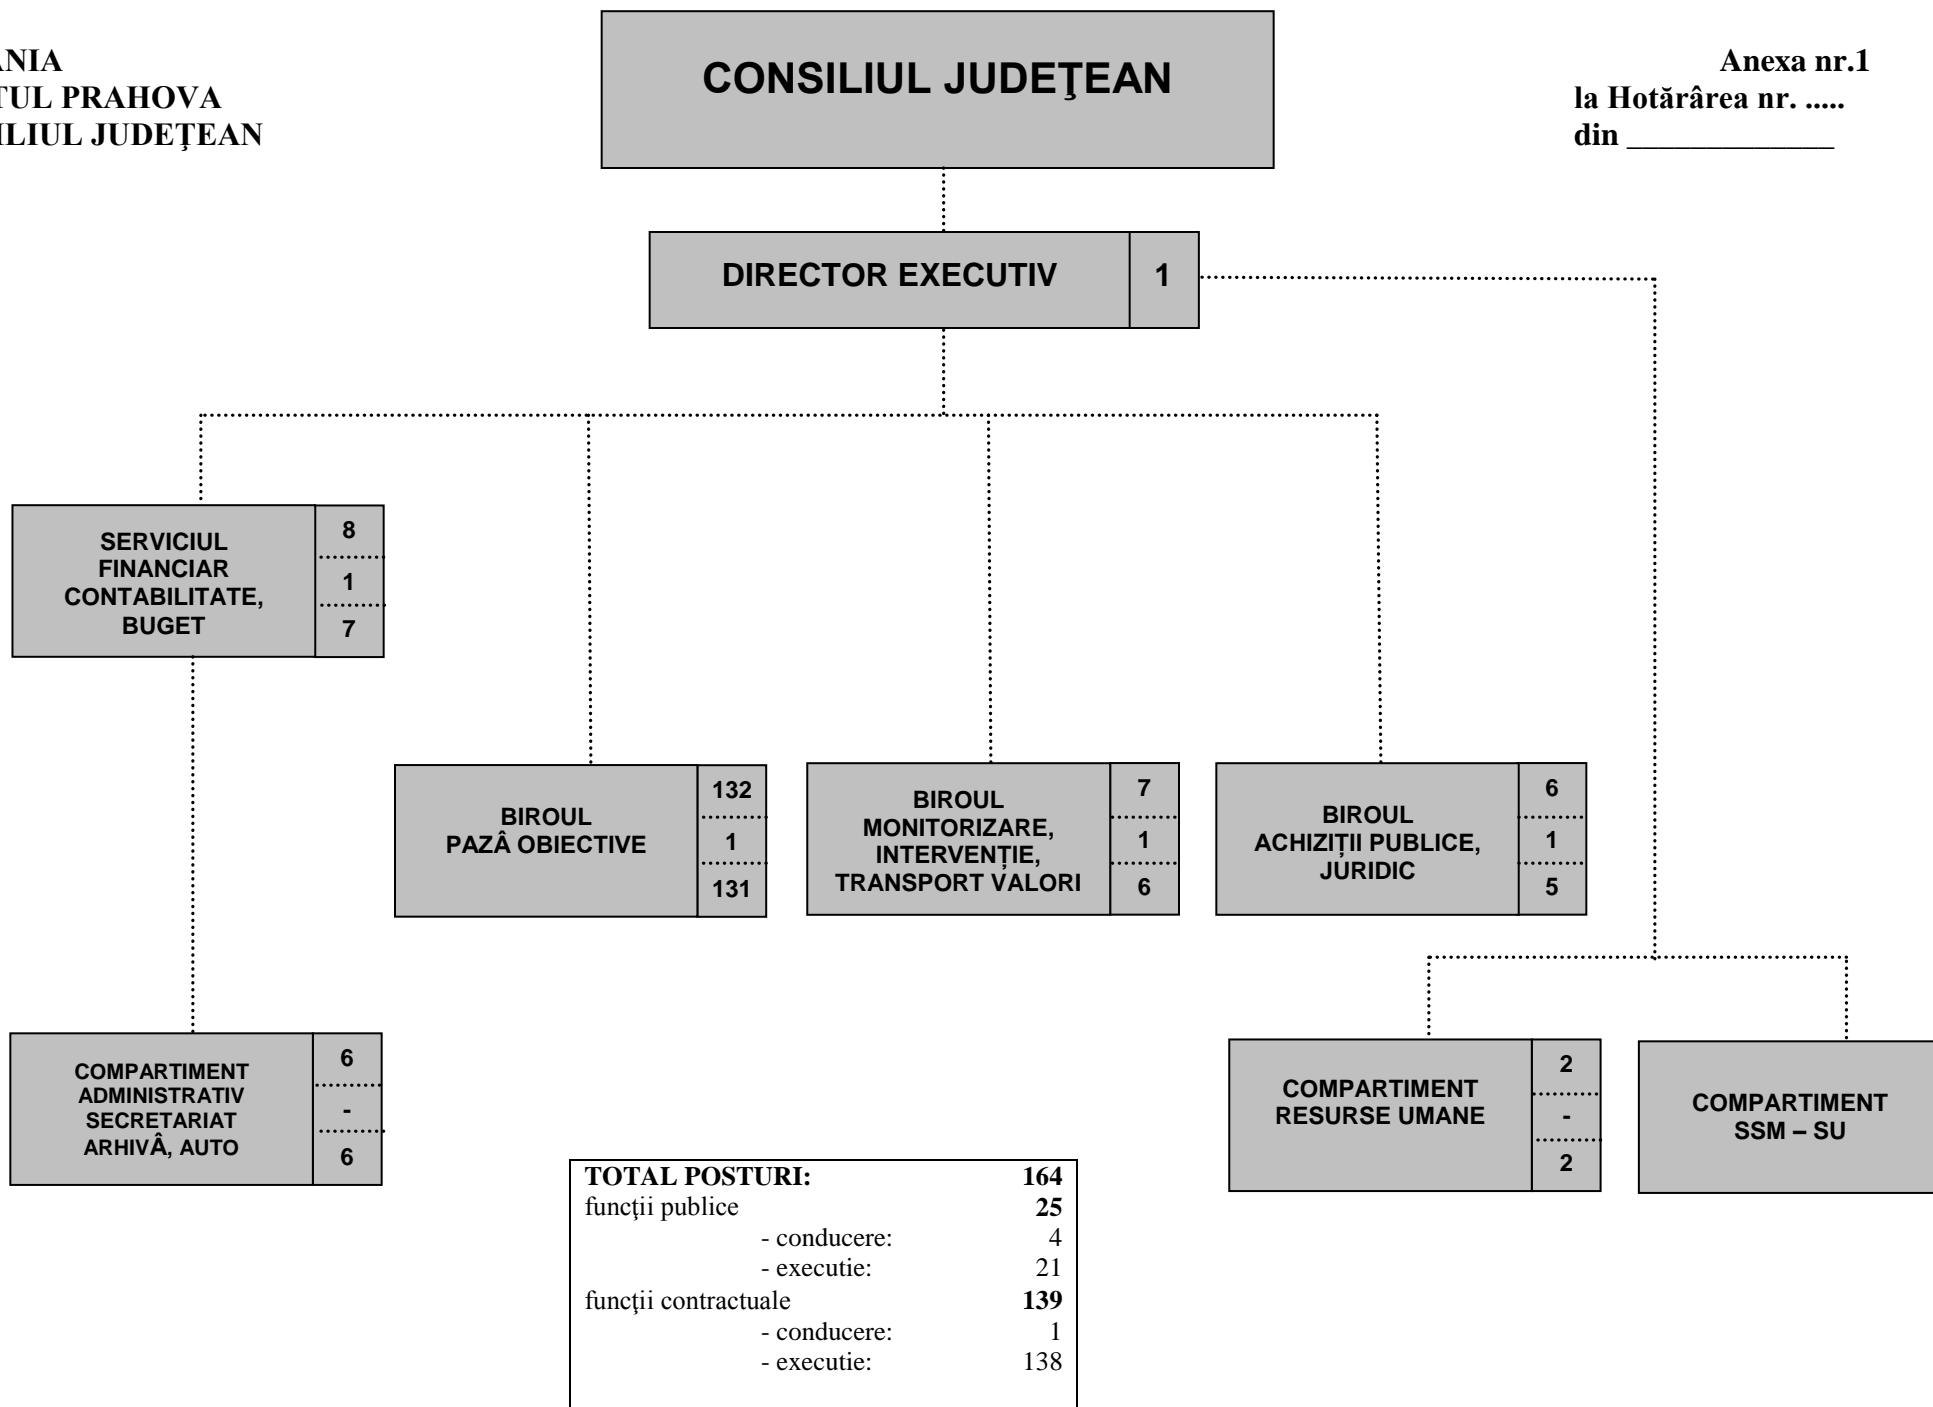 ANIA
TUL PRAHOVA
ILIUL JUDEŢEAN
CONSILIUL JUDEŢEAN
Anexa nr.1
la Hotărârea nr. .....
din _____________
DIRECTOR EXECUTIV 1
SERVICIUL
FINANCIAR
CONTABILITATE,
BUGET
8
1
7
BIROUL
PAZÂ OBIECTIVE
132
1
131
BIROUL
MONITORIZARE,
INTERVENȚIE,
TRANSPORT VALORI
7
1
6
BIROUL
ACHIZIȚII PUBLICE,
JURIDIC
6
1
5
COMPARTIMENT
ADMINISTRATIV
SECRETARIAT
ARHIVÂ, AUTO
6
-
6
COMPARTIMENT
RESURSE UMANE
2
-
2
COMPARTIMENT
SSM – SU
TOTAL POSTURI: 164
funcţii publice 25
- conducere: 4
- executie: 21
funcţii contractuale 139
- conducere: 1
- executie: 138